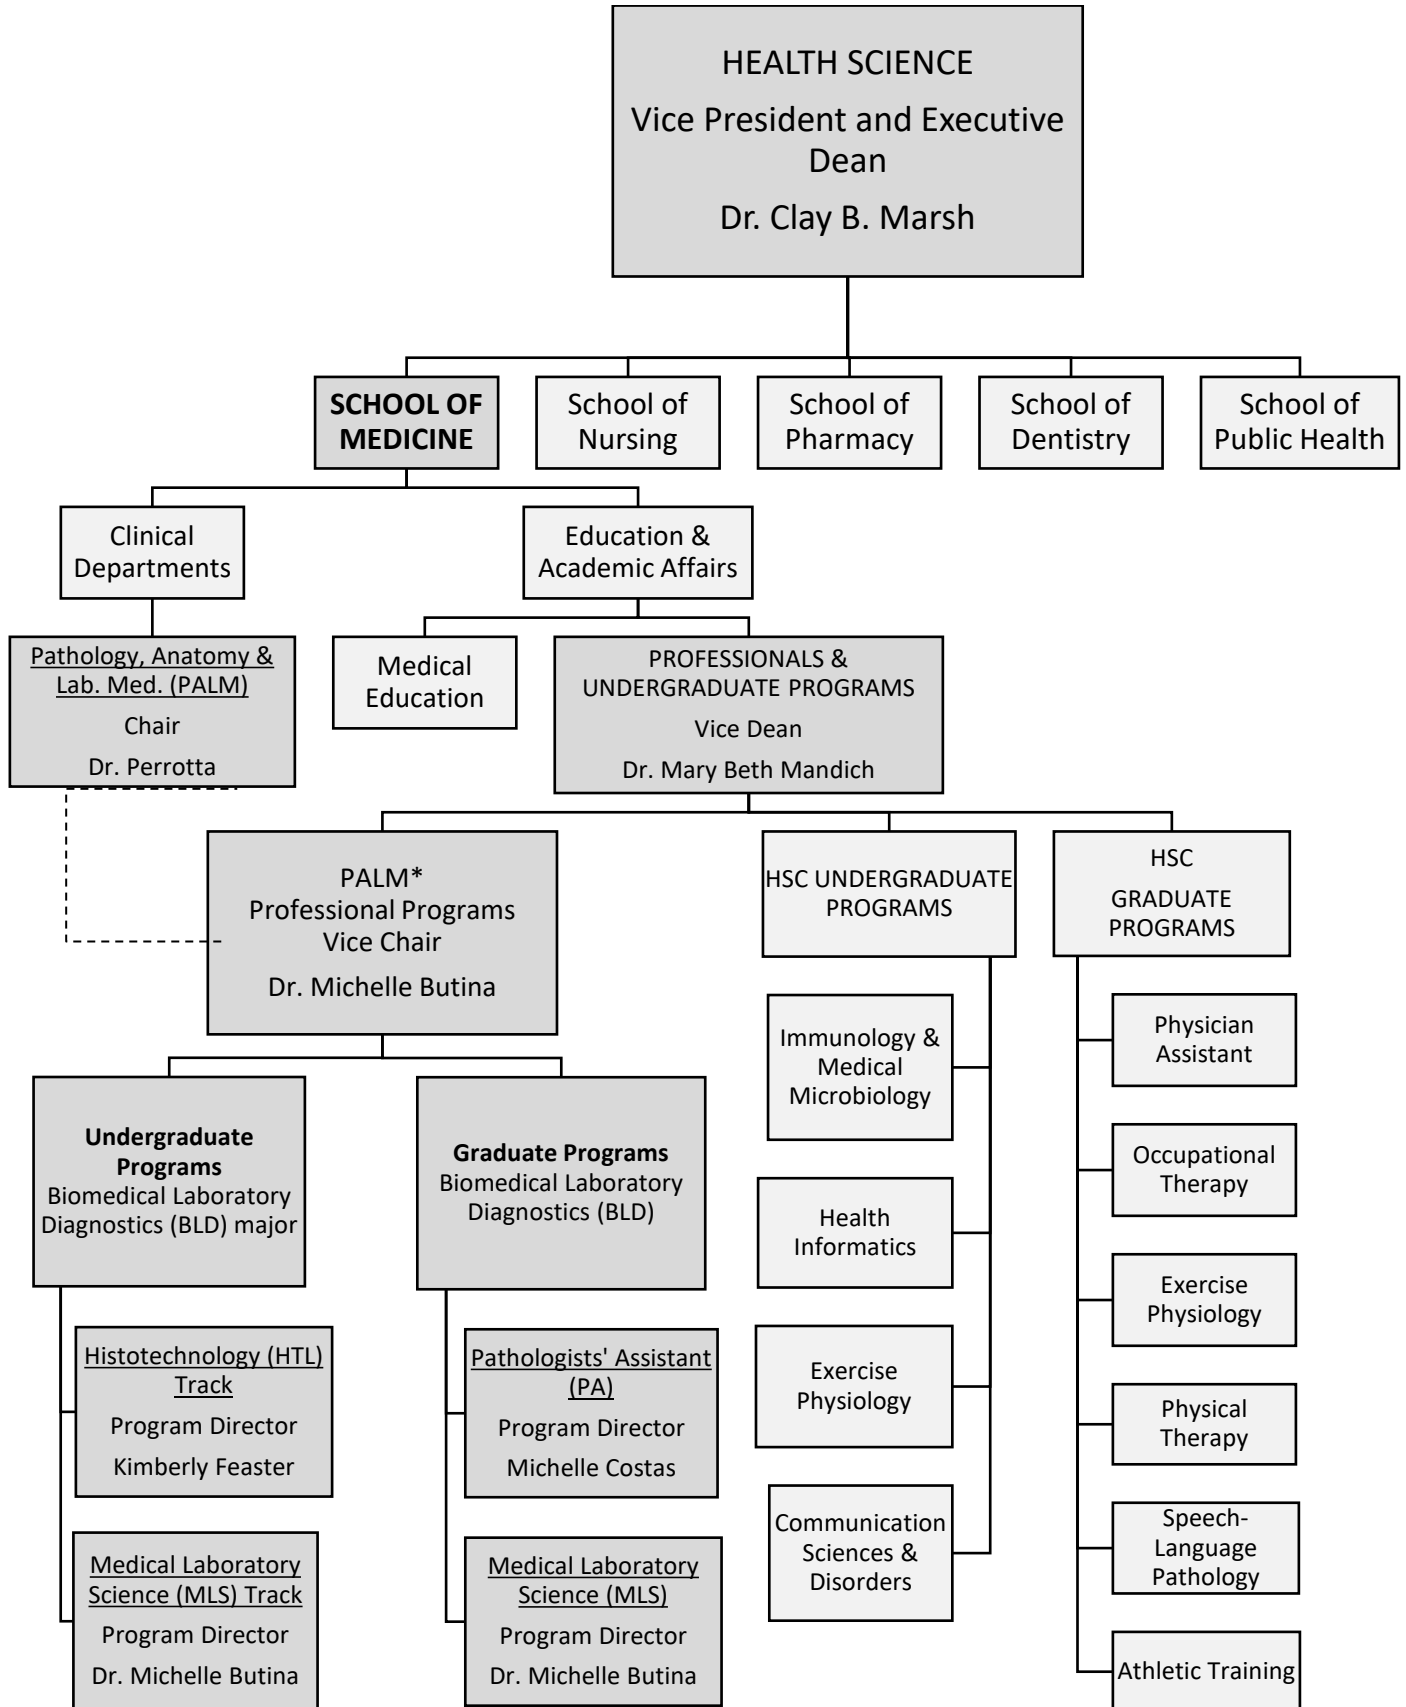 HEALTH SCIENCE
Vice President and Executive
Dean
Dr. Clay B. Marsh
SCHOOL OF
MEDICINE
School of
Nursing
School of
Pharmacy
School of
Dentistry
School of
Public Health
Clinical
Departments
Education &
Academic Affairs
Pathology, Anatomy &
Lab. Med. (PALM)
Chair
Dr. Perrotta
Medical
Education
PROFESSIONALS &
UNDERGRADUATE PROGRAMS
Vice Dean
Dr. Mary Beth Mandich
PALM*
Professional Programs
Vice Chair
Dr. Michelle Butina
HSC UNDERGRADUATE
PROGRAMS
HSC
GRADUATE
PROGRAMS
Undergraduate
Programs
Biomedical Laboratory
Diagnostics (BLD) major
Graduate Programs
Biomedical Laboratory
Diagnostics (BLD)
Histotechnology (HTL)
Track
Program Director
Kimberly Feaster
Medical Laboratory
Science (MLS) Track
Program Director
Dr. Michelle Butina
Pathologists' Assistant
(PA)
Program Director
Michelle Costas
Medical Laboratory
Science (MLS)
Program Director
Dr. Michelle Butina
Immunology &
Medical
Microbiology
Health
Informatics
Exercise
Physiology
Communication
Sciences &
Disorders
Physician
Assistant
Occupational
Therapy
Exercise
Physiology
Physical
Therapy
Speech-
Language
Pathology
Athletic Training